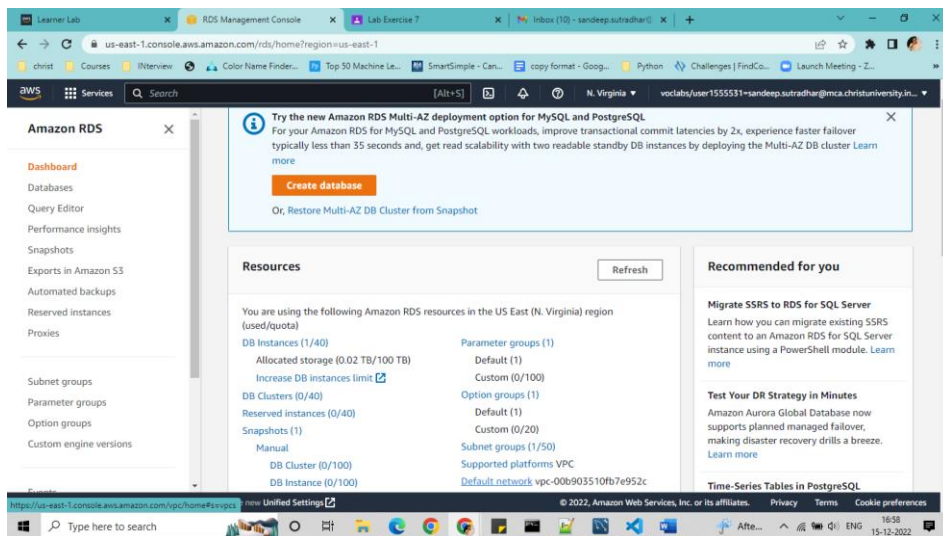 Learner Lab
RDS Management Console
Lab Exercise 7
Inbox (10) - sandeep.sutradhar@
us-east-1.console.aws.amazon.com/rds/home?region=us-east-1
christ
Courses
INterview
Color Name Finder...
Top 50 Machine Le...
SmartSimple - Can...
copy format - Goog...
Python
Challenges | FindCo...
Launch Meeting - Z...
aws
Services
Search
[Alt+S]
N. Virginia
voclabs/user1555531=sandeep.sutradhar@mca.christuniversity.in...
Amazon RDS
Dashboard
Databases
Query Editor
Performance insights
Snapshots
Exports in Amazon S3
Automated backups
Reserved instances
Proxies
Subnet groups
Parameter groups
Option groups
Custom engine versions
Try the new Amazon RDS Multi-AZ deployment option for MySQL and PostgreSQL
For your Amazon RDS for MySQL and PostgreSQL workloads, improve transactional commit latencies by 2x, experience faster failover
typically less than 35 seconds and, get read scalability with two readable standby DB instances by deploying the Multi-AZ DB cluster Learn
more
Create database
Or, Restore Multi-AZ DB Cluster from Snapshot
Resources
Refresh
You are using the following Amazon RDS resources in the US East (N. Virginia) region
(used/quota)
DB Instances (1/40)
Allocated storage (0.02 TB/100 TB)
Increase DB instances limit
DB Clusters (0/40)
Reserved instances (0/40)
Snapshots (1)
Manual
DB Cluster (0/100)
DB Instance (0/100)
Parameter groups (1)
Default (1)
Custom (0/100)
Option groups (1)
Default (1)
Custom (0/20)
Subnet groups (1/50)
Supported platforms VPC
Default network vpc-00b903510fb7e952c
Recommended for you
Migrate SSRS to RDS for SQL Server
Learn how you can migrate existing SSRS
content to an Amazon RDS for SQL Server
instance using a PowerShell module. Learn
more
Test Your DR Strategy in Minutes
Amazon Aurora Global Database now
supports planned managed failover,
making disaster recovery drills a breeze.
Learn more
Time-Series Tables in PostgreSQL
https://us-east-1.console.aws.amazon.com/vpc/home#s=vpcs
new Unified Settings
© 2022, Amazon Web Services, Inc. or its affiliates.
Privacy
Terms
Cookie preferences
Type here to search
Afte...
ENG
16:58
15-12-2022